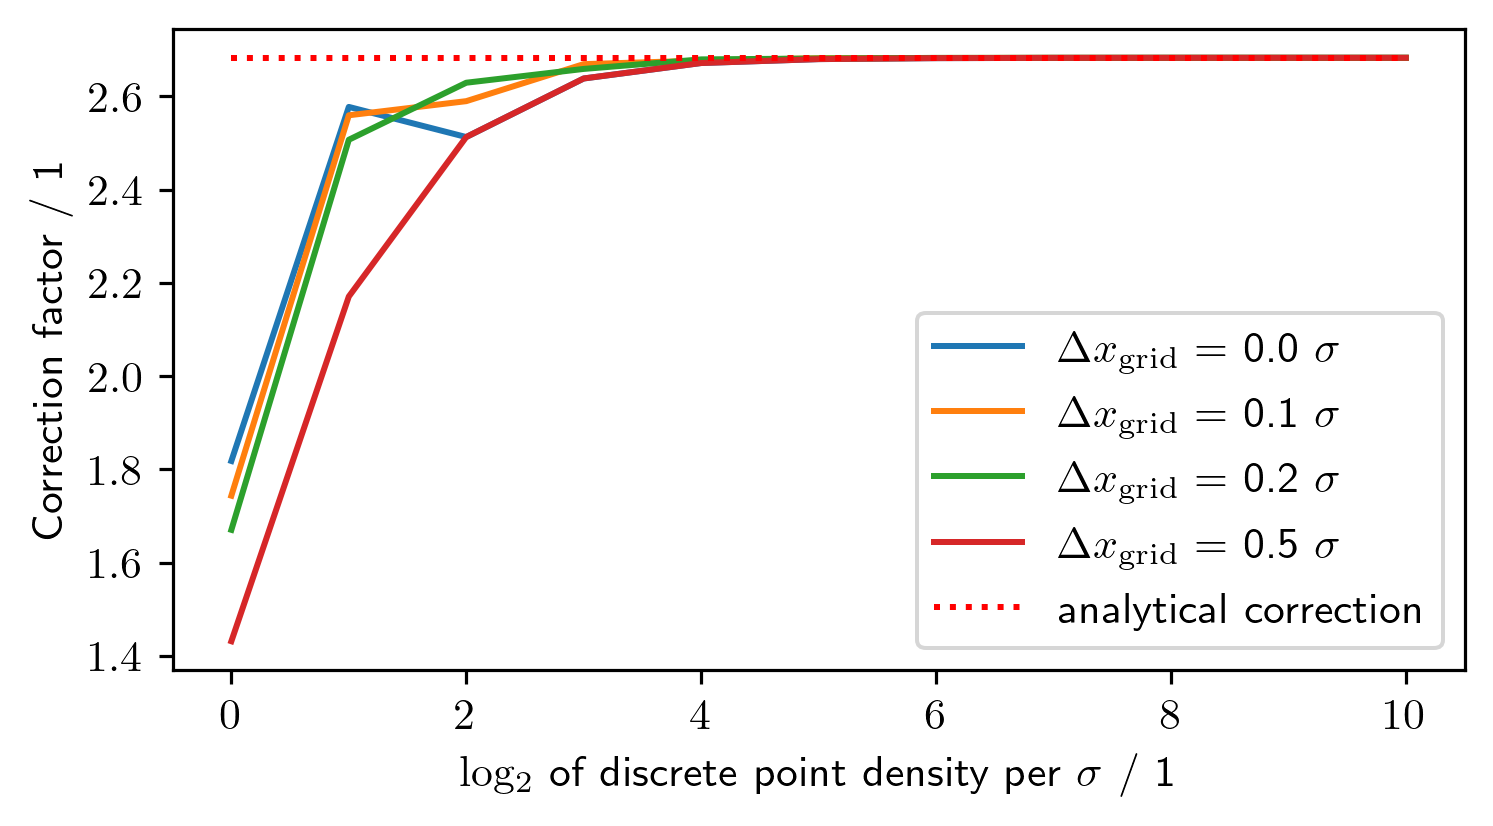 Correction factor / 1
2.6
2.4
2.2
2.0
1.8
1.6
1.4
Δx_grid = 0.0 σ
Δx_grid = 0.1 σ
Δx_grid = 0.2 σ
Δx_grid = 0.5 σ
analytical correction
0 2 4 6 8 10
log₂ of discrete point density per σ / 1